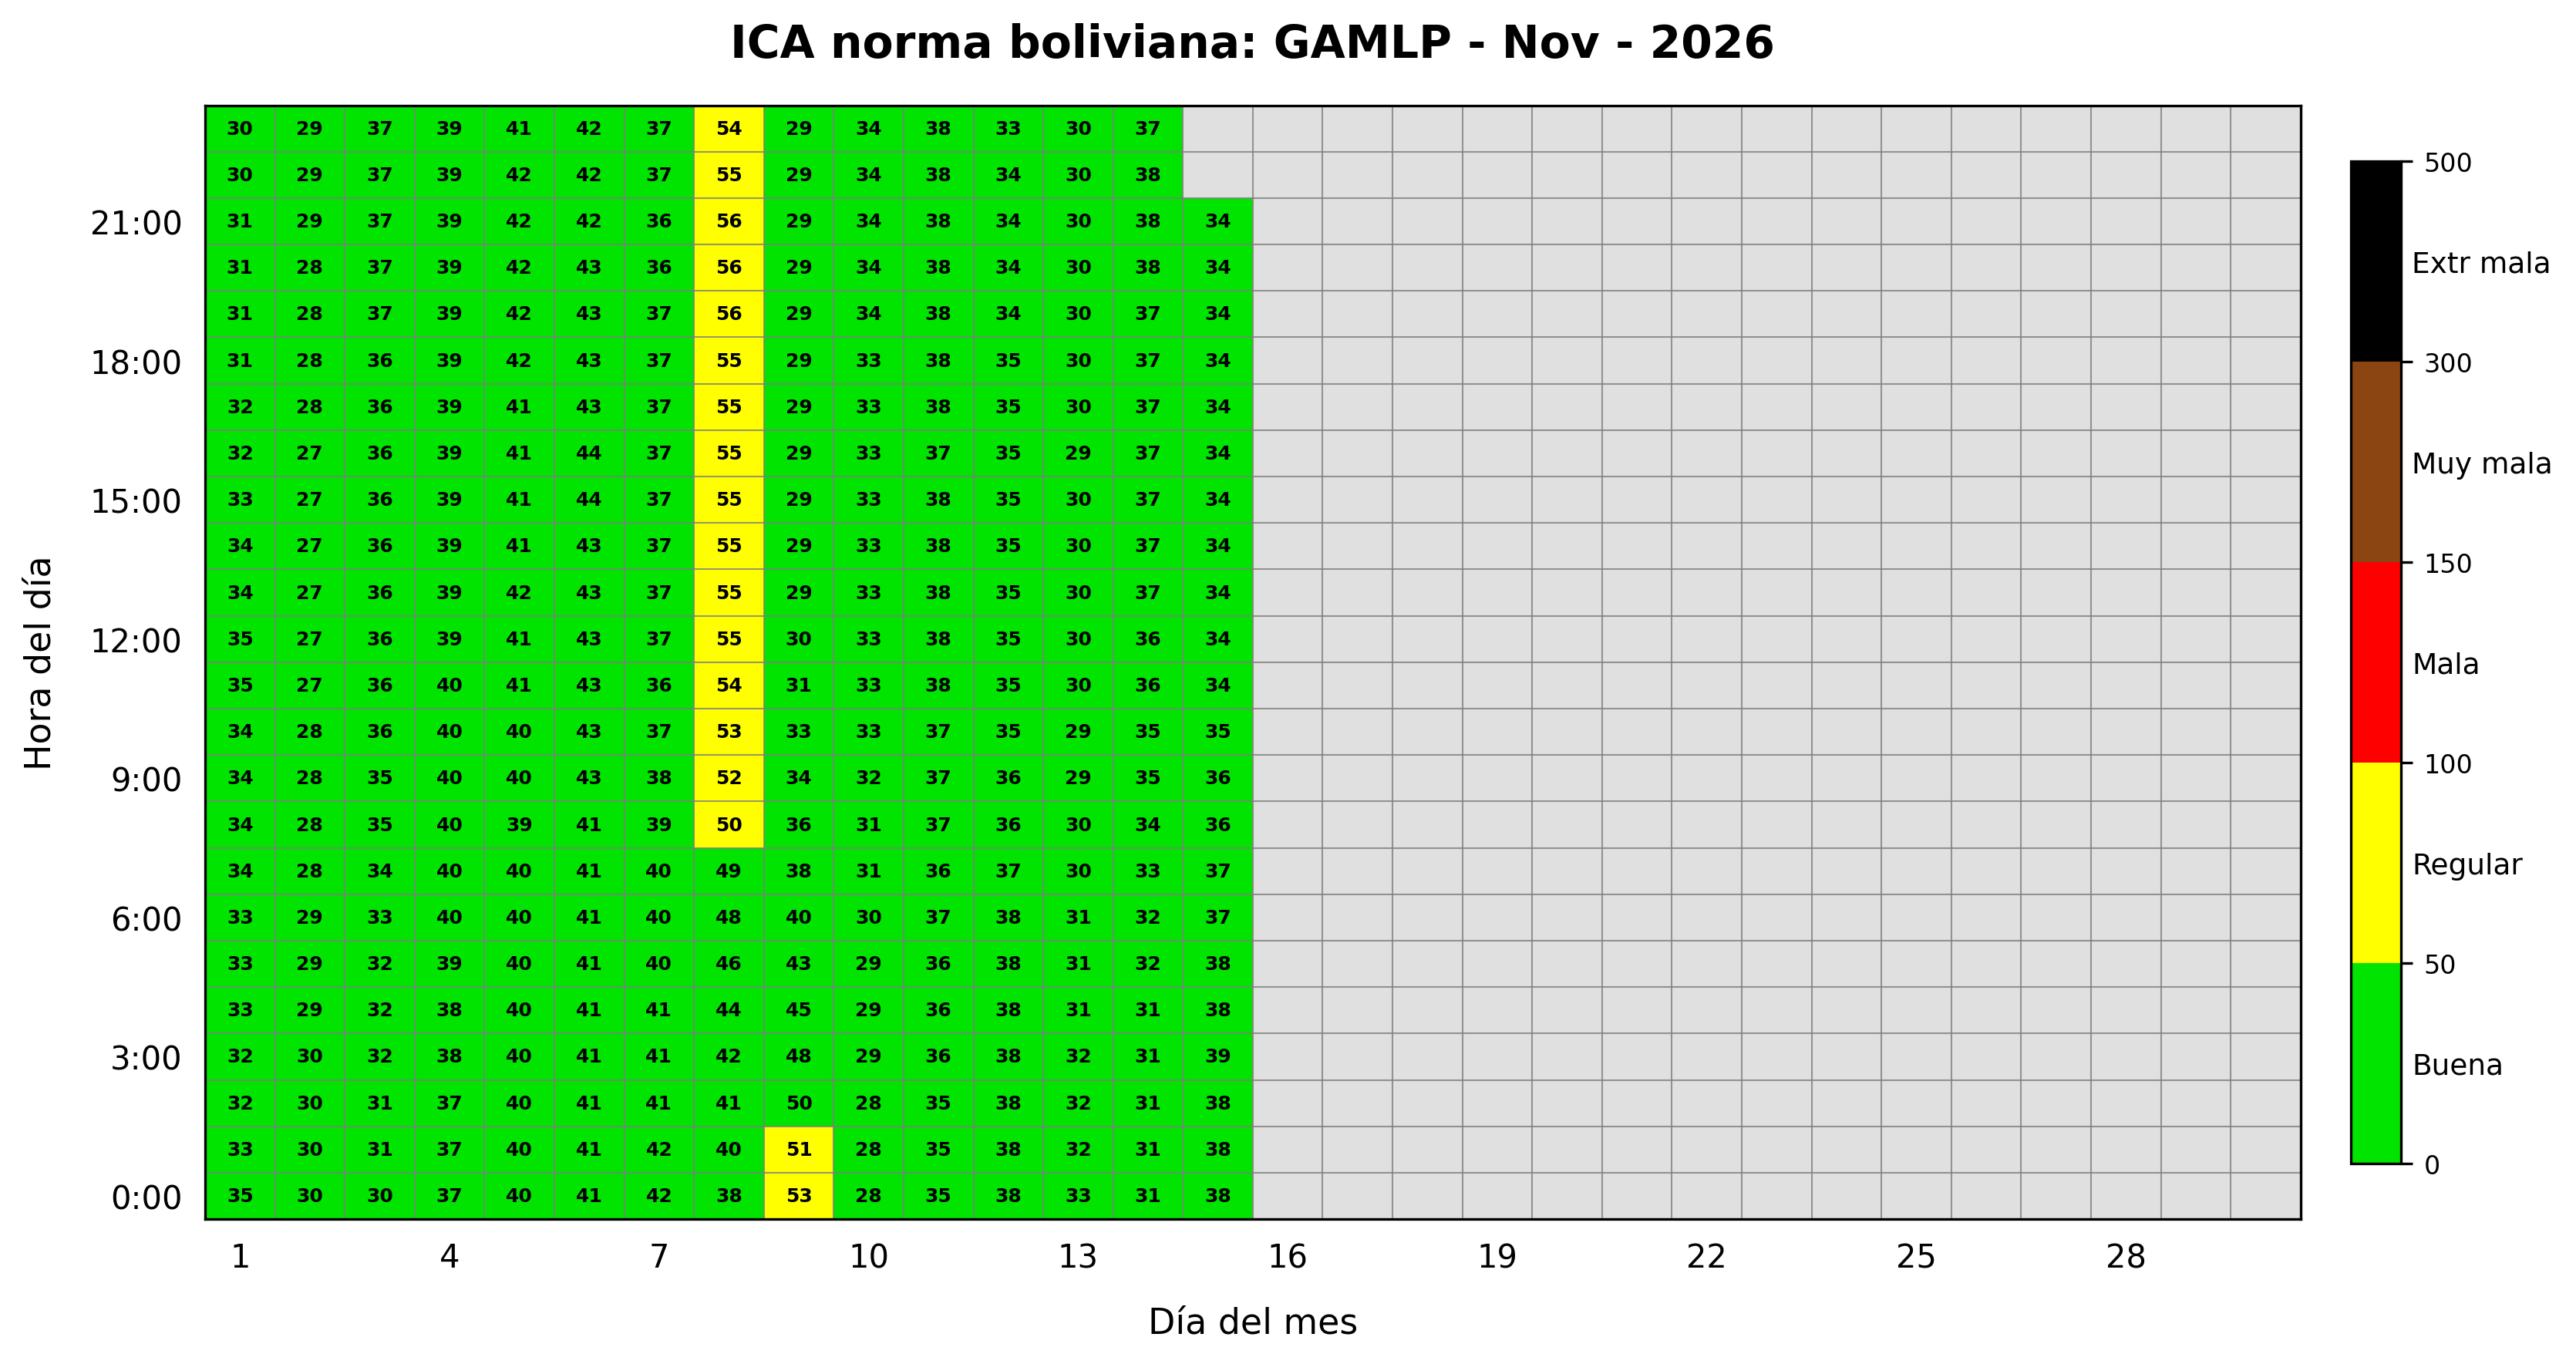 ICA norma boliviana: GAMLP - Nov - 2026
30 29 37 39 41 42 37 54 29 34 38 33 30 37
30 29 37 39 42 42 37 55 29 34 38 34 30 38
21:00 31 29 37 39 42 42 36 56 29 34 38 34 30 38 34
31 28 37 39 42 43 36 56 29 34 38 34 30 38 34
31 28 37 39 42 43 37 56 29 34 38 34 30 37 34
18:00 31 28 36 39 42 43 37 55 29 33 38 35 30 37 34
32 28 36 39 41 43 37 55 29 33 38 35 30 37 34
32 27 36 39 41 44 37 55 29 33 37 35 29 37 34
15:00 33 27 36 39 41 44 37 55 29 33 38 35 30 37 34
34 27 36 39 41 43 37 55 29 33 38 35 30 37 34
34 27 36 39 42 43 37 55 29 33 38 35 30 37 34
12:00 35 27 36 39 41 43 37 55 30 33 38 35 30 36 34
35 27 36 40 41 43 36 54 31 33 38 35 30 36 34
34 28 36 40 40 43 37 53 33 33 37 35 29 35 35
9:00 34 28 35 40 40 43 38 52 34 32 37 36 29 35 36
34 28 35 40 39 41 39 50 36 31 37 36 30 34 36
34 28 34 40 40 41 40 49 38 31 36 37 30 33 37
6:00 33 29 33 40 40 41 40 48 40 30 37 38 31 32 37
33 29 32 39 40 41 40 46 43 29 36 38 31 32 38
33 29 32 38 40 41 41 44 45 29 36 38 31 31 38
3:00 32 30 32 38 40 41 41 42 48 29 36 38 32 31 39
32 30 31 37 40 41 41 41 50 28 35 38 32 31 38
33 30 31 37 40 41 42 40 51 28 35 38 32 31 38
0:00 35 30 30 37 40 41 42 38 53 28 35 38 33 31 38
1 4 7 10 13 16 19 22 25 28
Día del mes
Hora del día
500
Extr mala
300
Muy mala
150
Mala
100
Regular
50
Buena
0